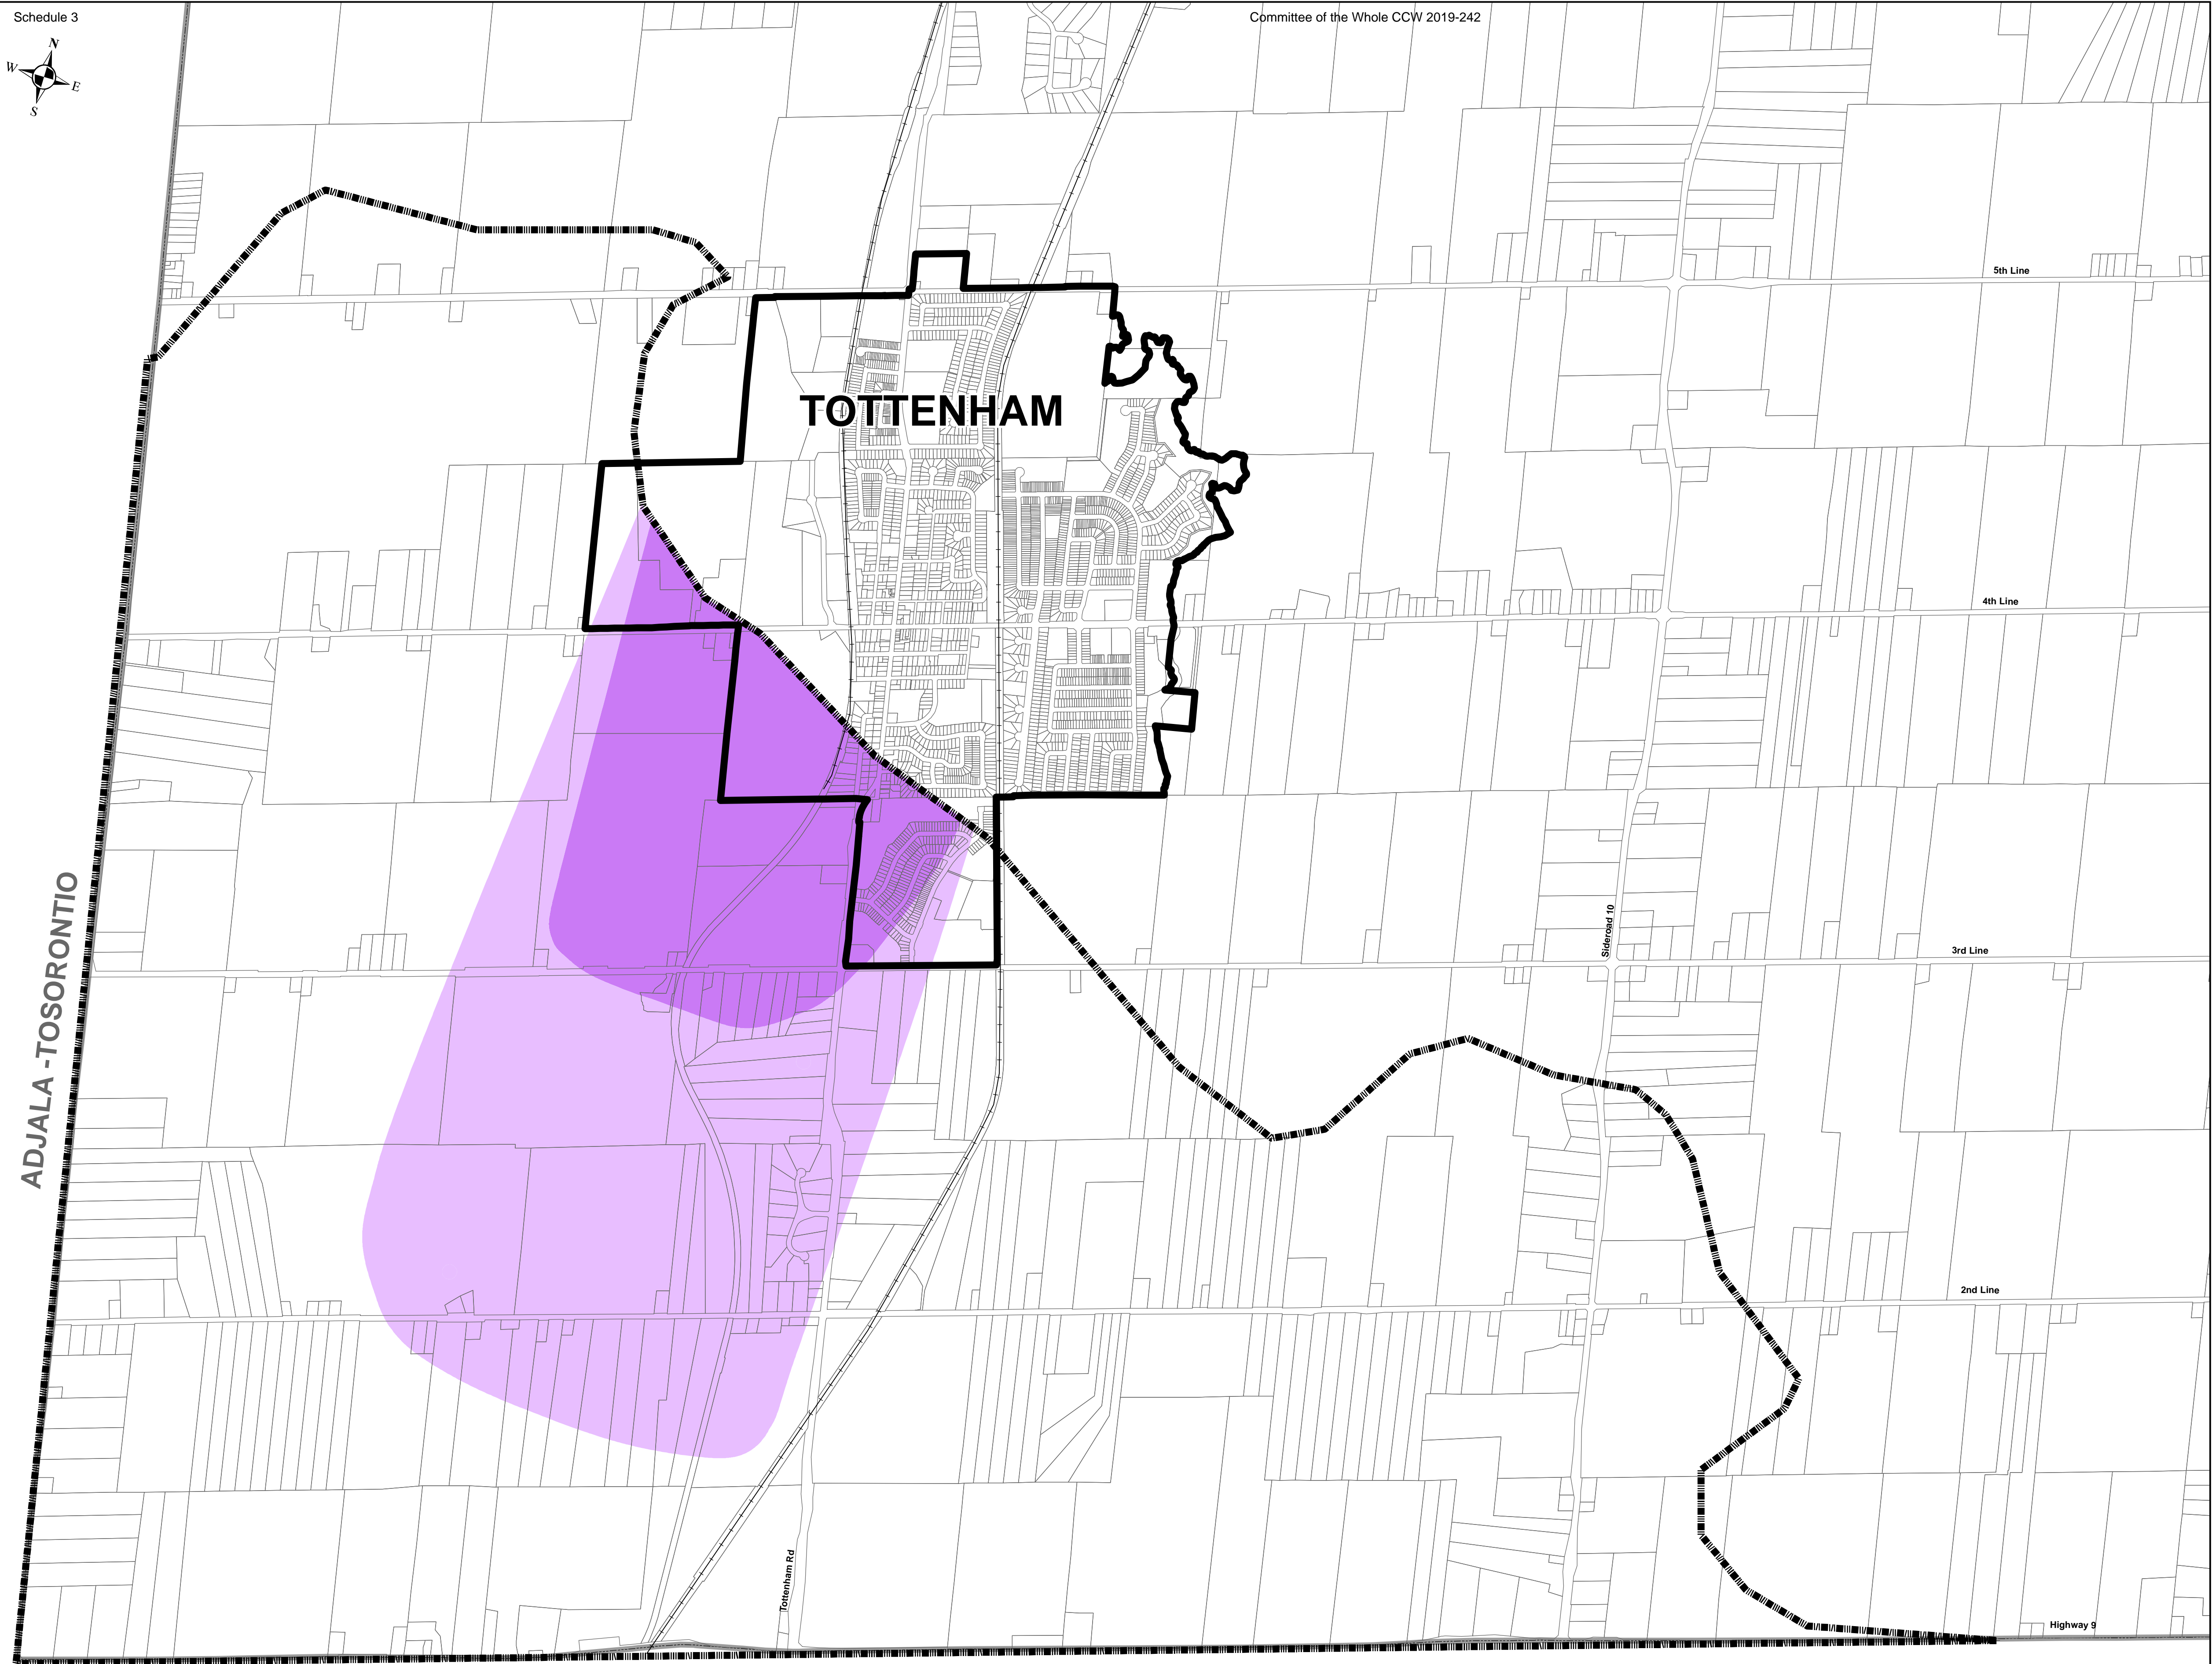 Schedule 3
Committee of the Whole CCW 2019-242
N
W
E
S
5th Line
TOTTENHAM
4th Line
ADJALA -TOSORONTIO
Sideroad 10
3rd Line
2nd Line
Tottenham Rd
Highway 9